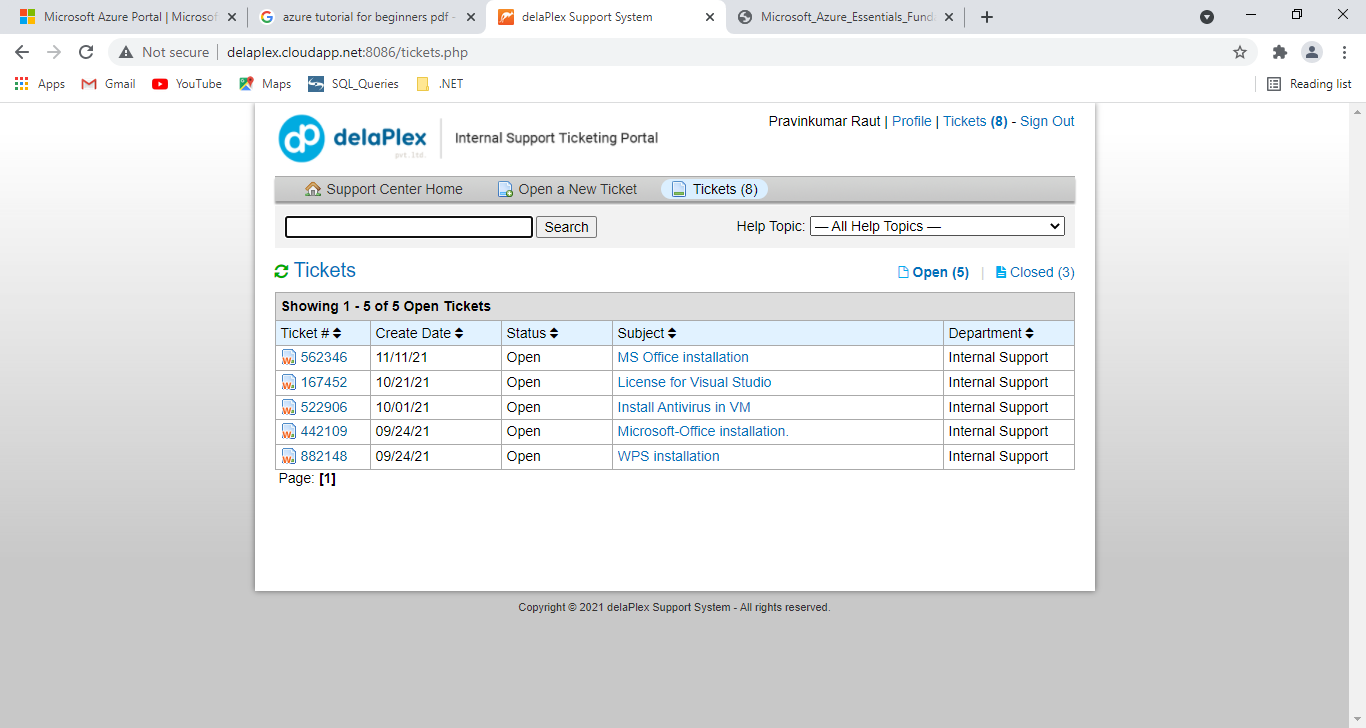 Microsoft Azure Portal | Microsof
azure tutorial for beginners pdf -
delaPlex Support System
Microsoft_Azure_Essentials_Fund
Not secure | delaplex.cloudapp.net:8086/tickets.php
Apps Gmail YouTube Maps SQL_Queries .NET Reading list
dp delaPlex pvt. ltd. Internal Support Ticketing Portal
Pravinkumar Raut | Profile | Tickets (8) - Sign Out
Support Center Home Open a New Ticket Tickets (8)
Search Help Topic: — All Help Topics —
Tickets Open (5) | Closed (3)
Showing 1 - 5 of 5 Open Tickets
Ticket # Create Date Status Subject Department
562346 11/11/21 Open MS Office installation Internal Support
167452 10/21/21 Open License for Visual Studio Internal Support
522906 10/01/21 Open Install Antivirus in VM Internal Support
442109 09/24/21 Open Microsoft-Office installation. Internal Support
882148 09/24/21 Open WPS installation Internal Support
Page: [1]
Copyright © 2021 delaPlex Support System - All rights reserved.